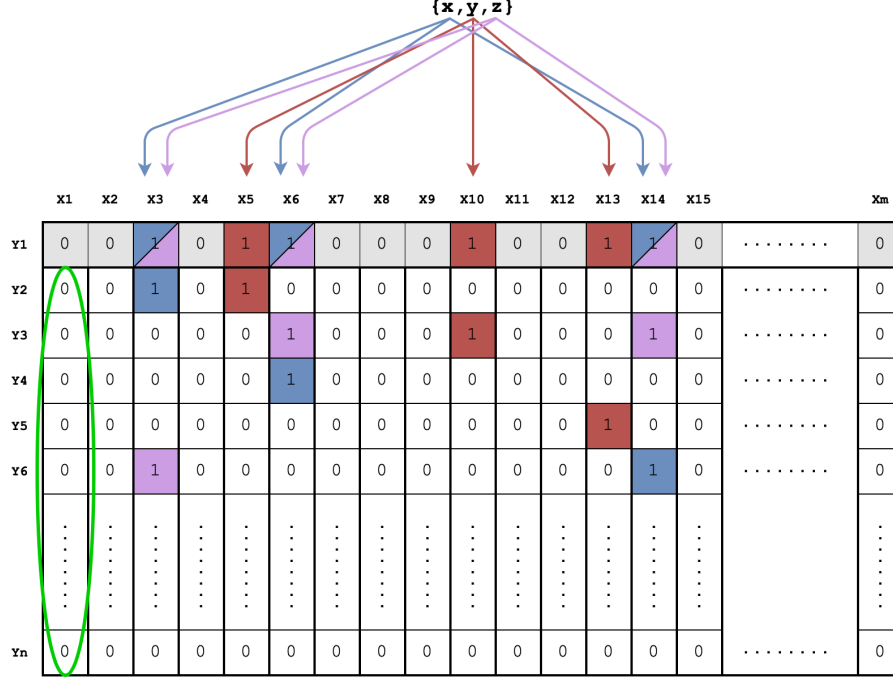 {x,y,z}
X1 X2 X3 X4 X5 X6 X7 X8 X9 X10 X11 X12 X13 X14 X15 Xm
Y1 0 0 1 0 1 1 0 0 0 1 0 0 1 1 0 ........ 0
Y2 0 0 1 0 1 0 0 0 0 0 0 0 0 0 0 ........ 0
Y3 0 0 0 0 0 1 0 0 0 1 0 0 0 1 0 ........ 0
Y4 0 0 0 0 0 1 0 0 0 0 0 0 0 0 0 ........ 0
Y5 0 0 0 0 0 0 0 0 0 0 0 0 1 0 0 ........ 0
Y6 0 0 1 0 0 0 0 0 0 0 0 0 0 1 0 ........ 0
Yn 0 0 0 0 0 0 0 0 0 0 0 0 0 0 0 ........ 0